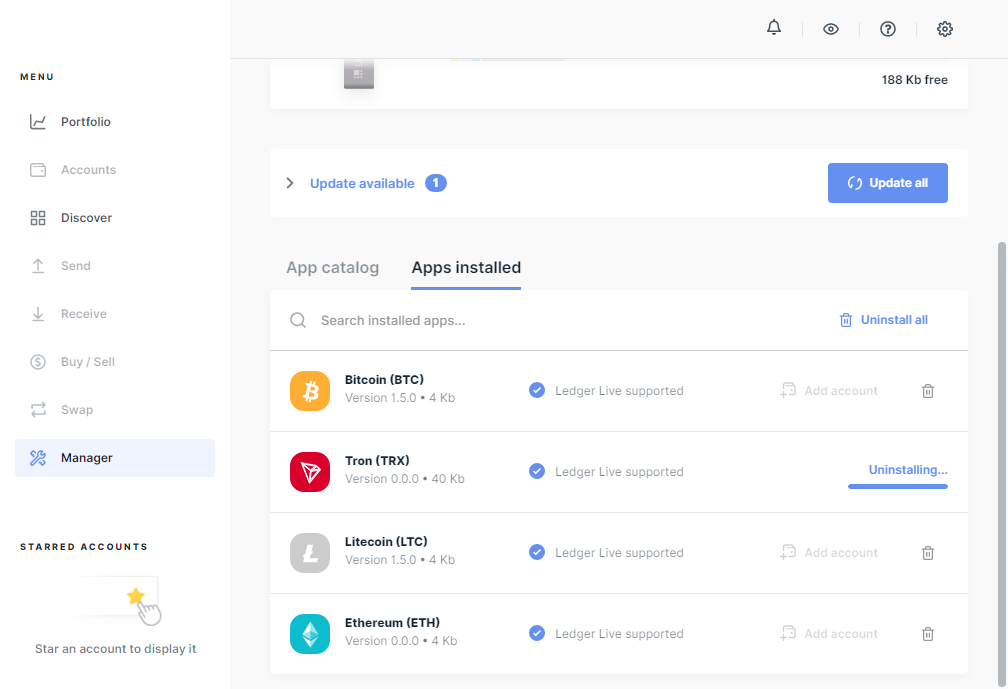 MENU
Portfolio
Accounts
Discover
Send
Receive
Buy / Sell
Swap
Manager
STARRED ACCOUNTS
Star an account to display it
188 Kb free
Update available 1
Update all
App catalog
Apps installed
Search installed apps...
Uninstall all
Bitcoin (BTC)
Version 1.5.0 • 4 Kb
Ledger Live supported
Add account
Tron (TRX)
Version 0.0.0 • 40 Kb
Ledger Live supported
Uninstalling...
Litecoin (LTC)
Version 1.5.0 • 4 Kb
Ledger Live supported
Add account
Ethereum (ETH)
Version 0.0.0 • 4 Kb
Ledger Live supported
Add account